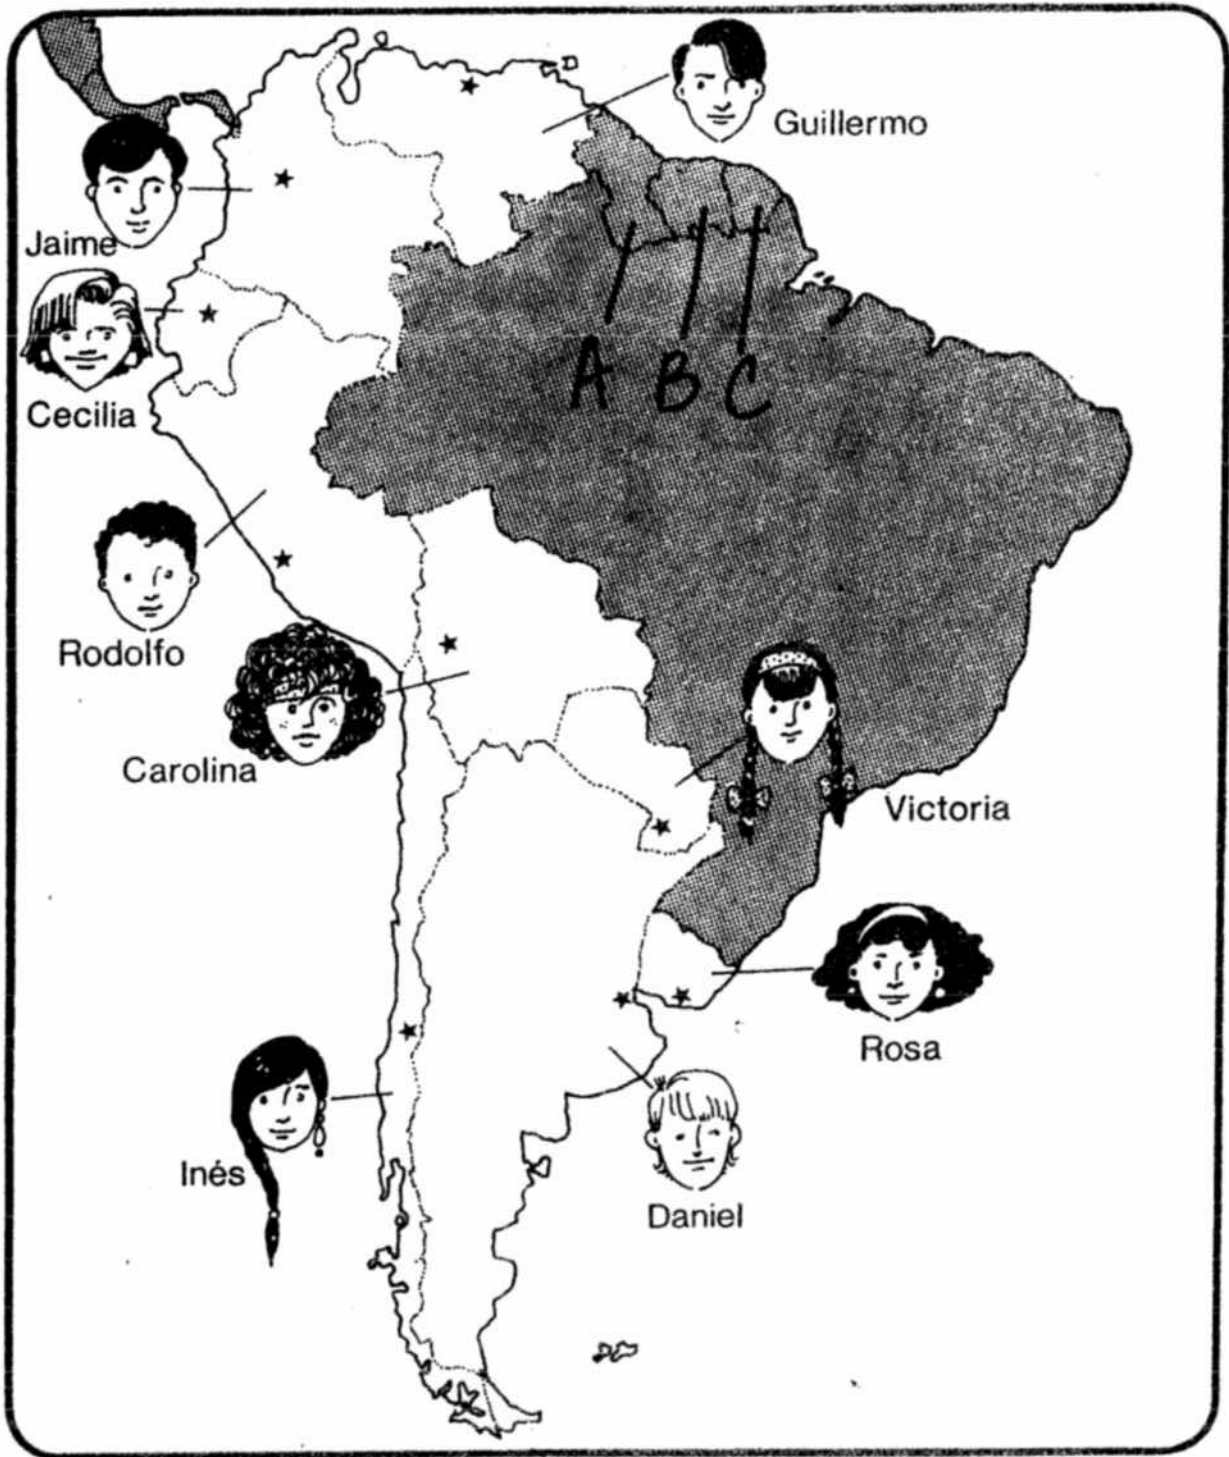 Guillermo
Jaime
A B C
Cecilia
Rodolfo
Carolina
Victoria
Rosa
Inés
Daniel